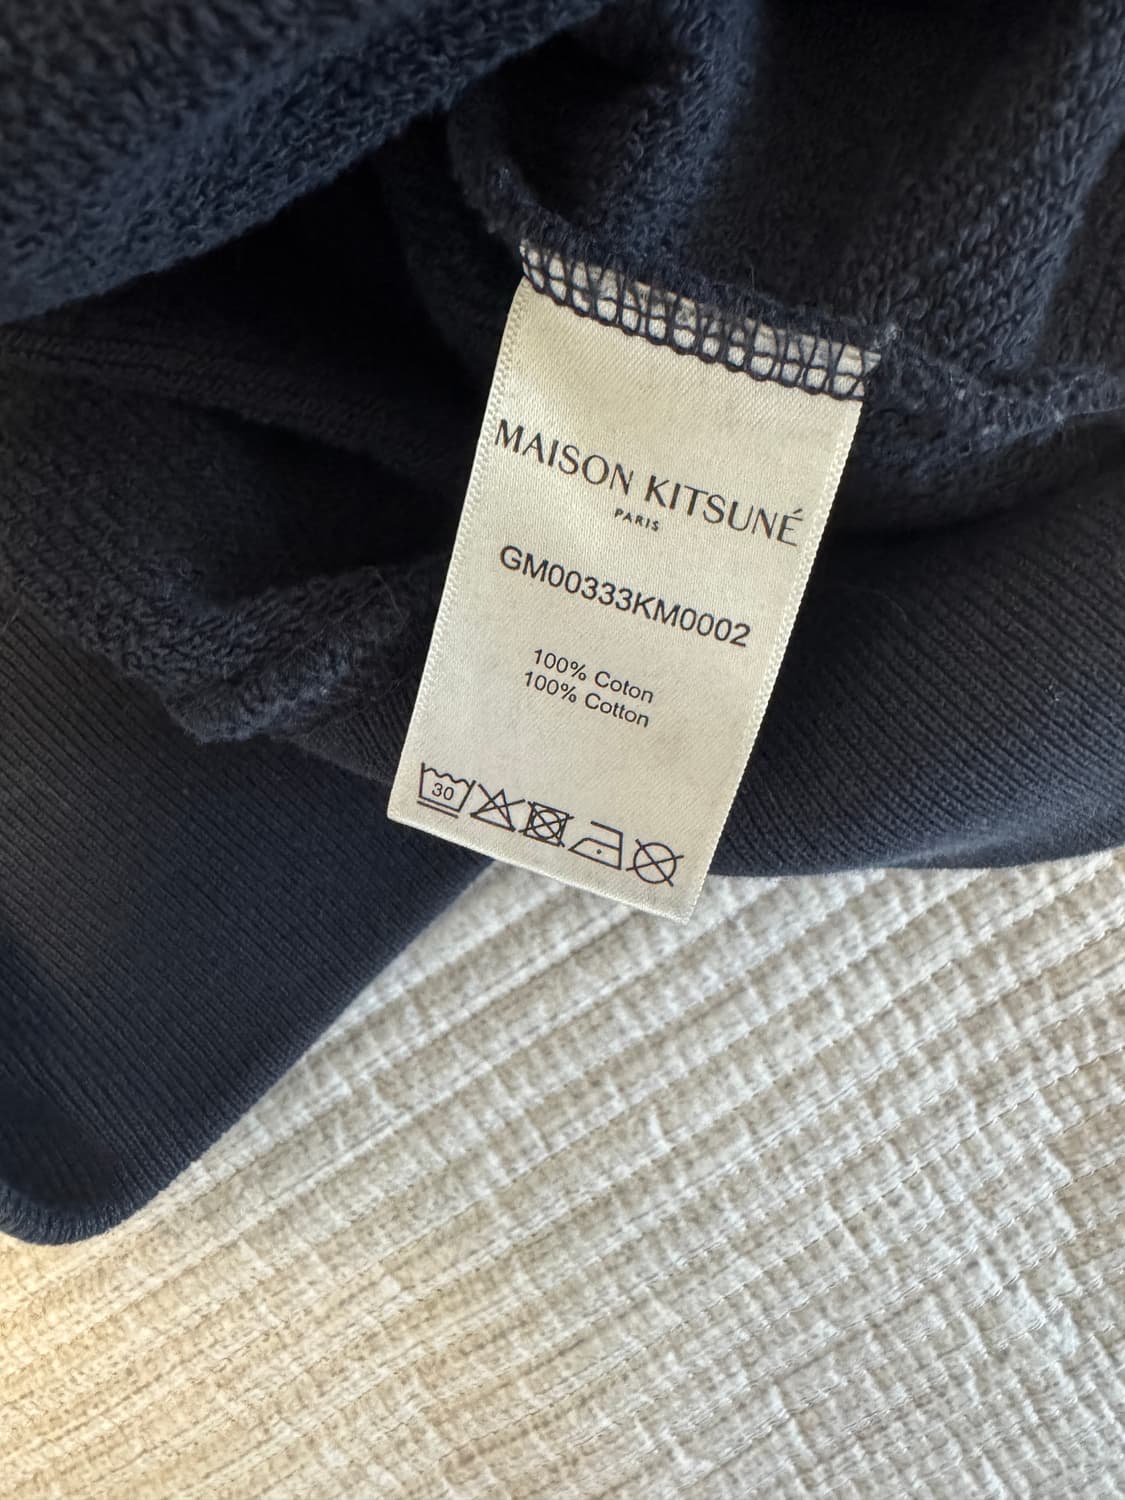 MAISON KITSUNÉ
PARIS
GM00333KM0002
100% Coton
100% Cotton
30